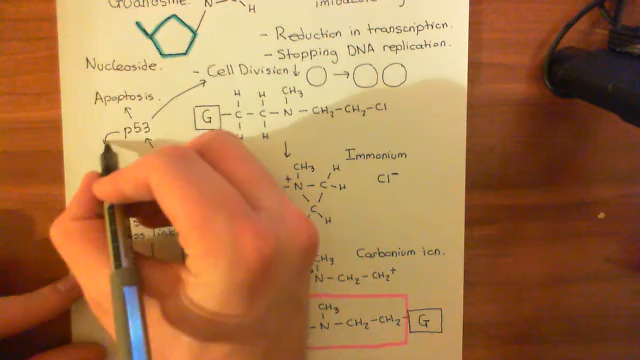 Guanosine.
N
H
- Reduction in transcription.
- Stopping DNA replication.
Nucleoside.
- Cell Division ↓ ○ → ○○
Apoptosis.
H H CH₃
G - C - C - N - CH₂ - CH₂ - Cl
H H
p53
Immonium
CH₃ H
+N - C - H
Cl⁻
C
H
link
Carbonium ion.
CH₃
N - CH₂ - CH₂⁺
CH₃
- N - CH₂ - CH₂ - G